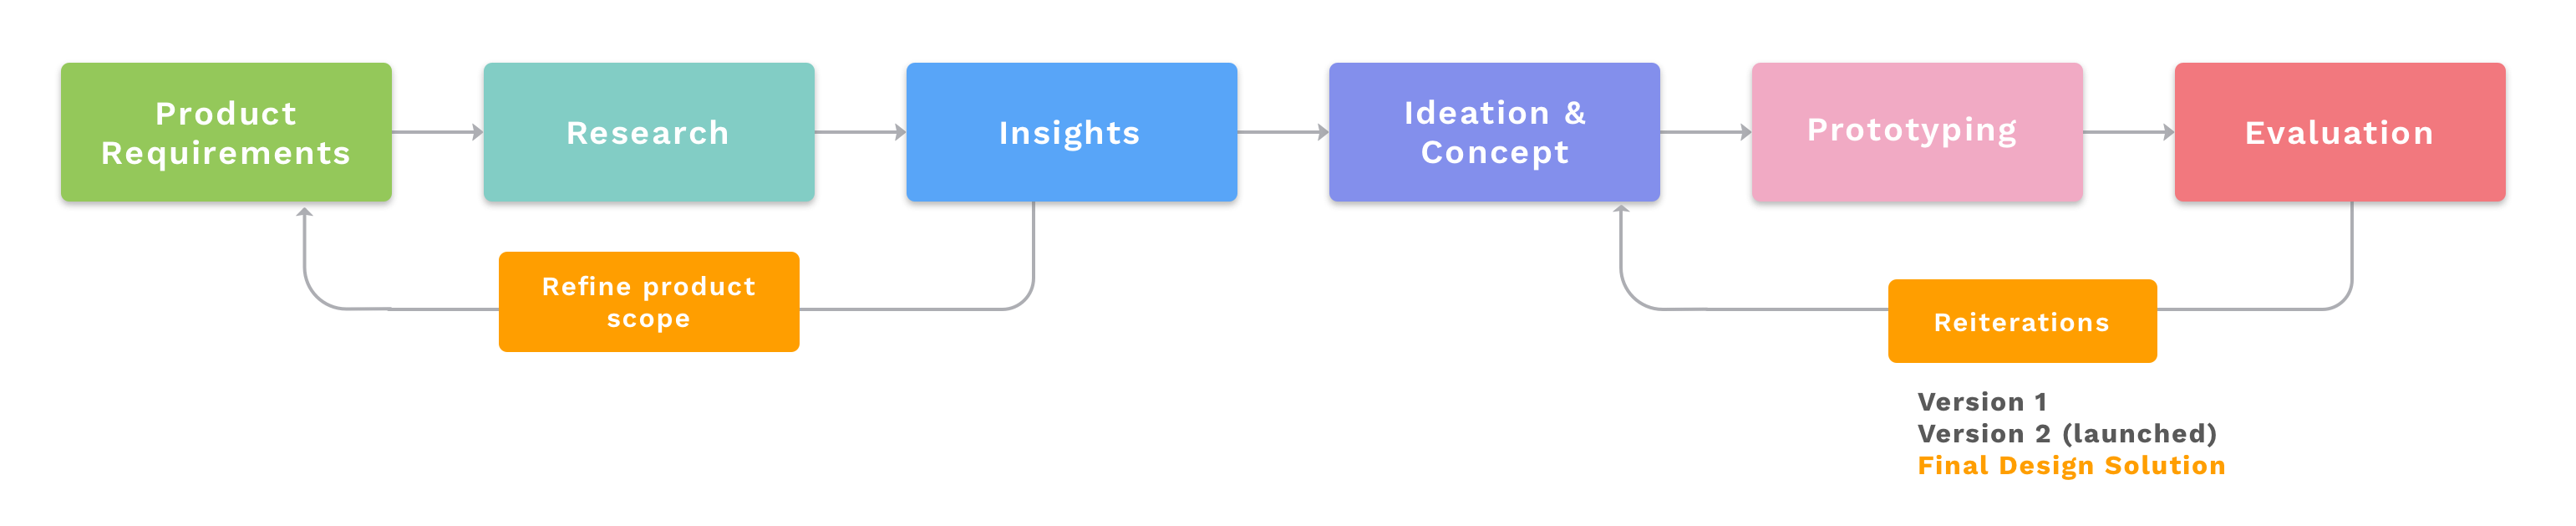 Product
Requirements
Research
Insights
Ideation &
Concept
Prototyping
Evaluation
Refine product
scope
Reiterations
Version 1
Version 2 (launched)
Final Design Solution